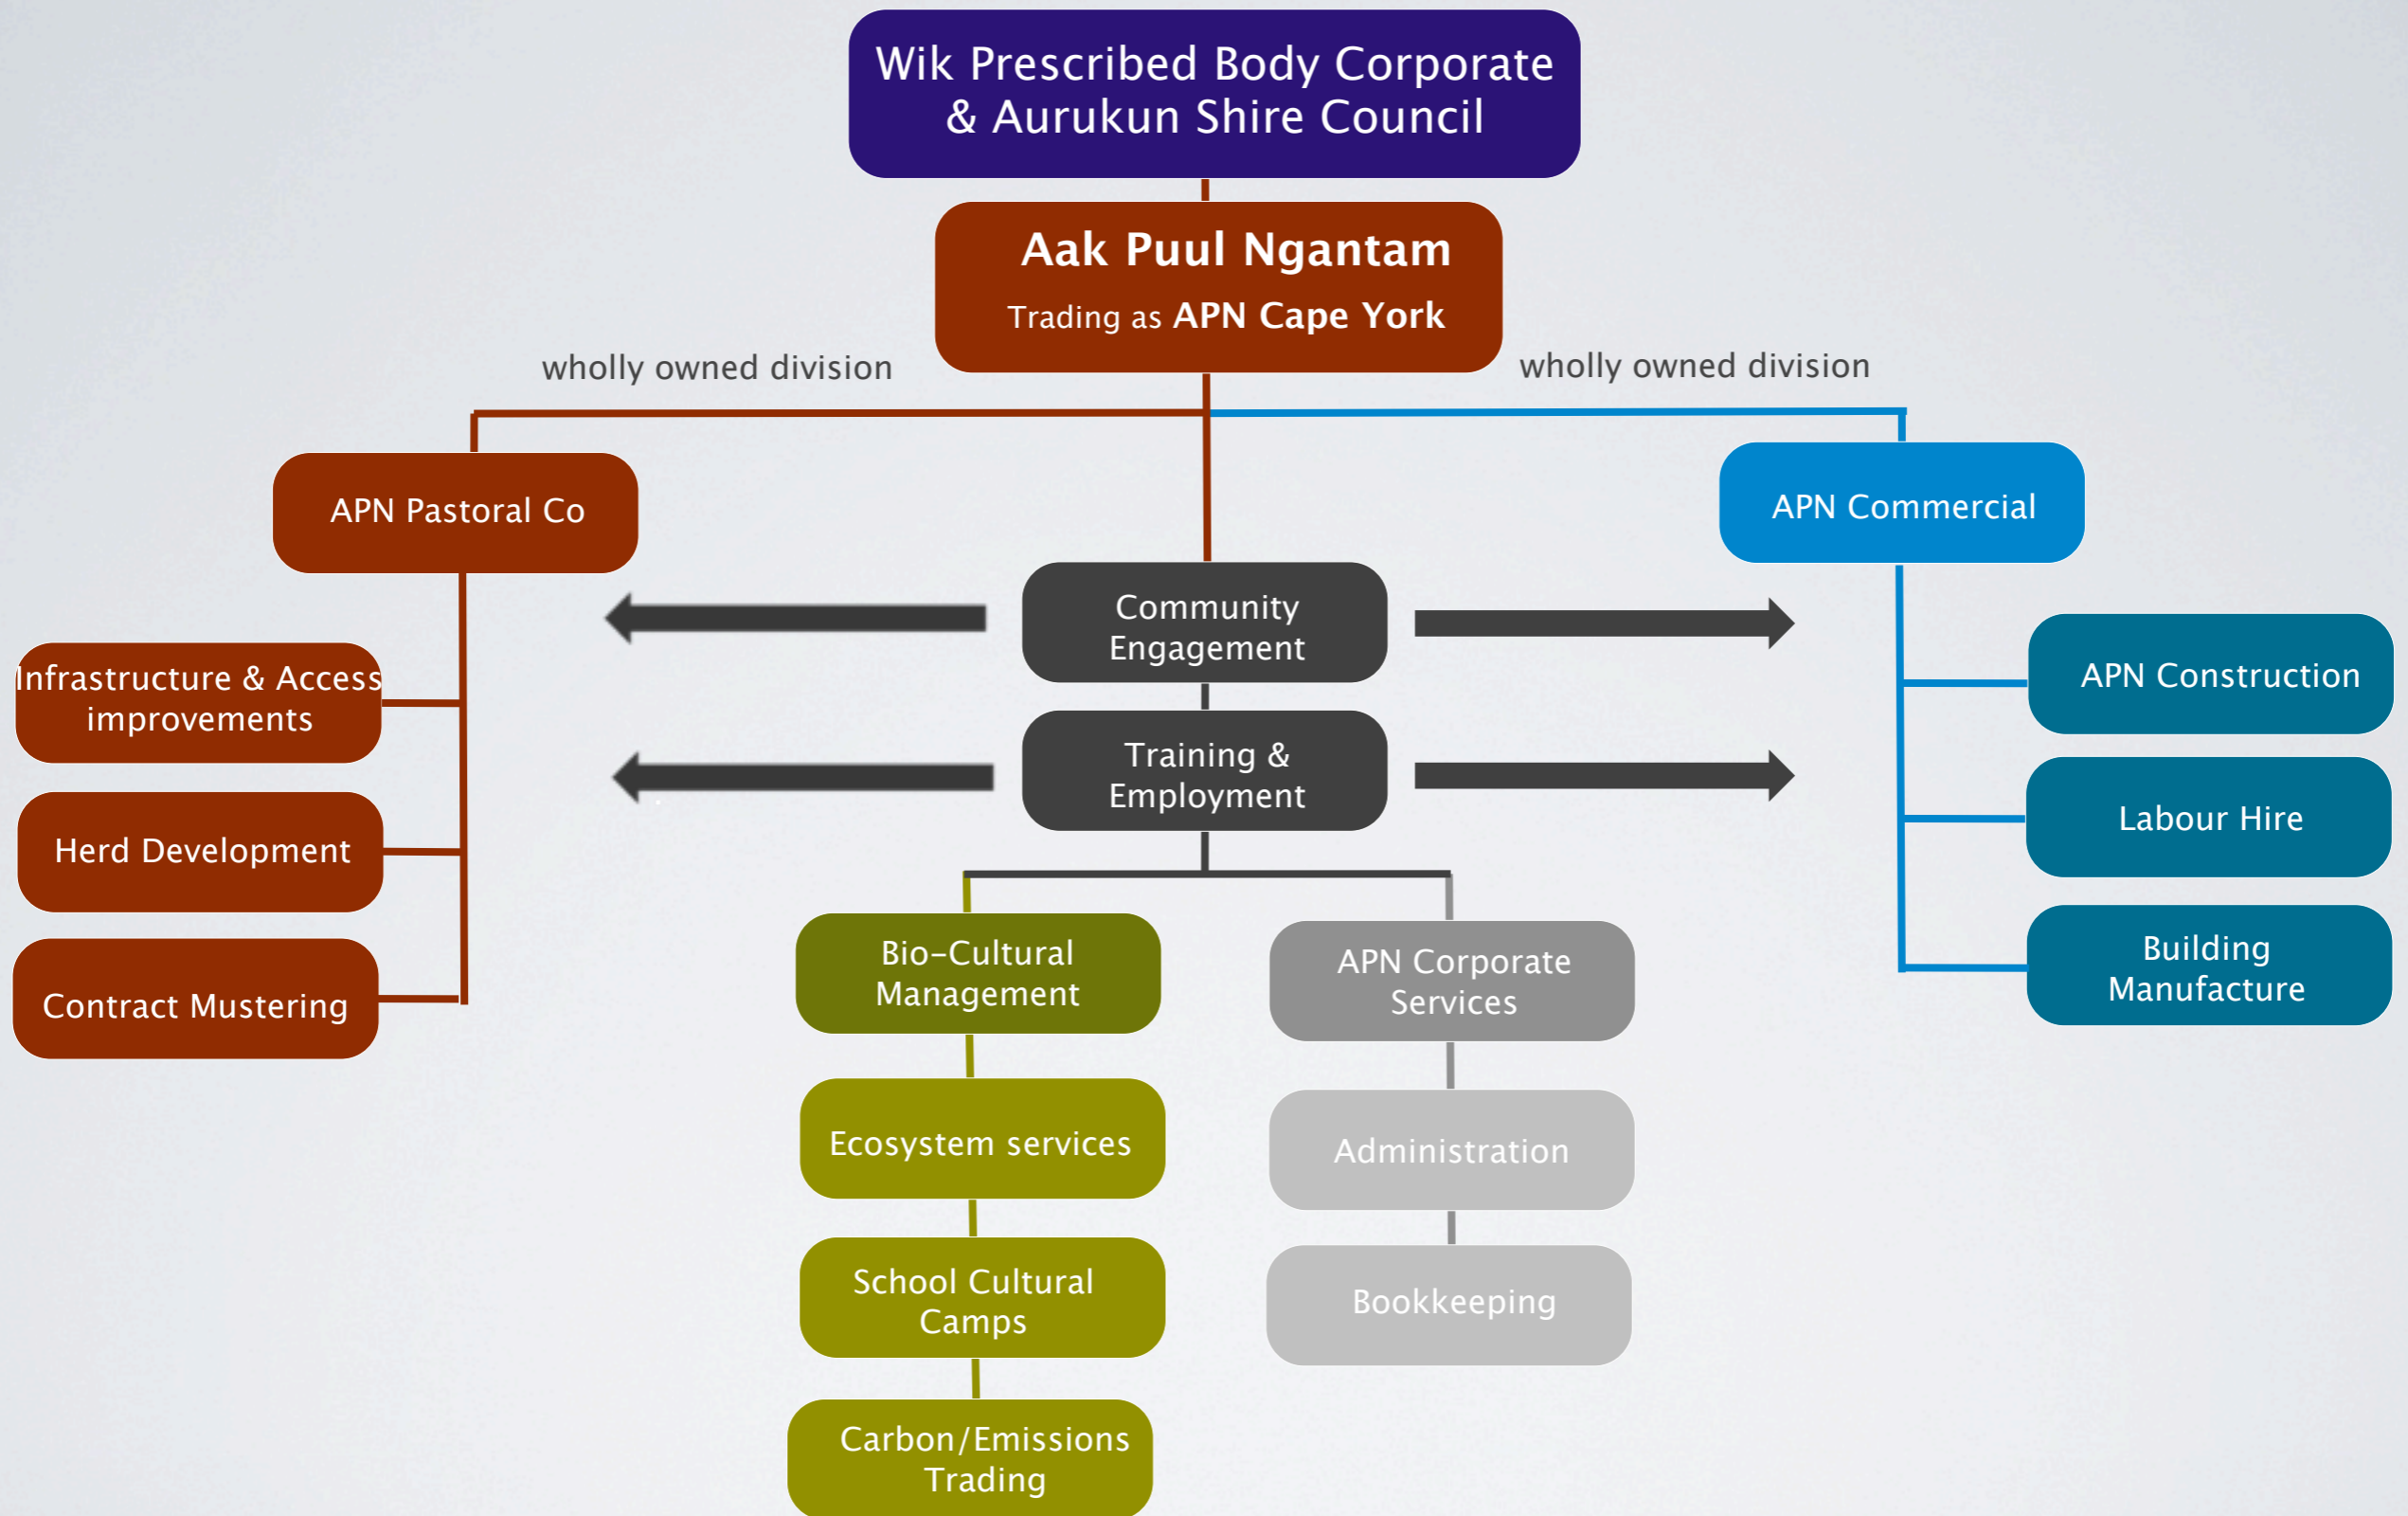 Wik Prescribed Body Corporate
& Aurukun Shire Council
Aak Puul Ngantam
Trading as APN Cape York
wholly owned division
wholly owned division
APN Pastoral Co
APN Commercial
Community
Engagement
Infrastructure & Access
improvements
APN Construction
Training &
Employment
Herd Development
Labour Hire
Contract Mustering
Bio-Cultural
Management
APN Corporate
Services
Building
Manufacture
Ecosystem services
Administration
School Cultural
Camps
Bookkeeping
Carbon/Emissions
Trading